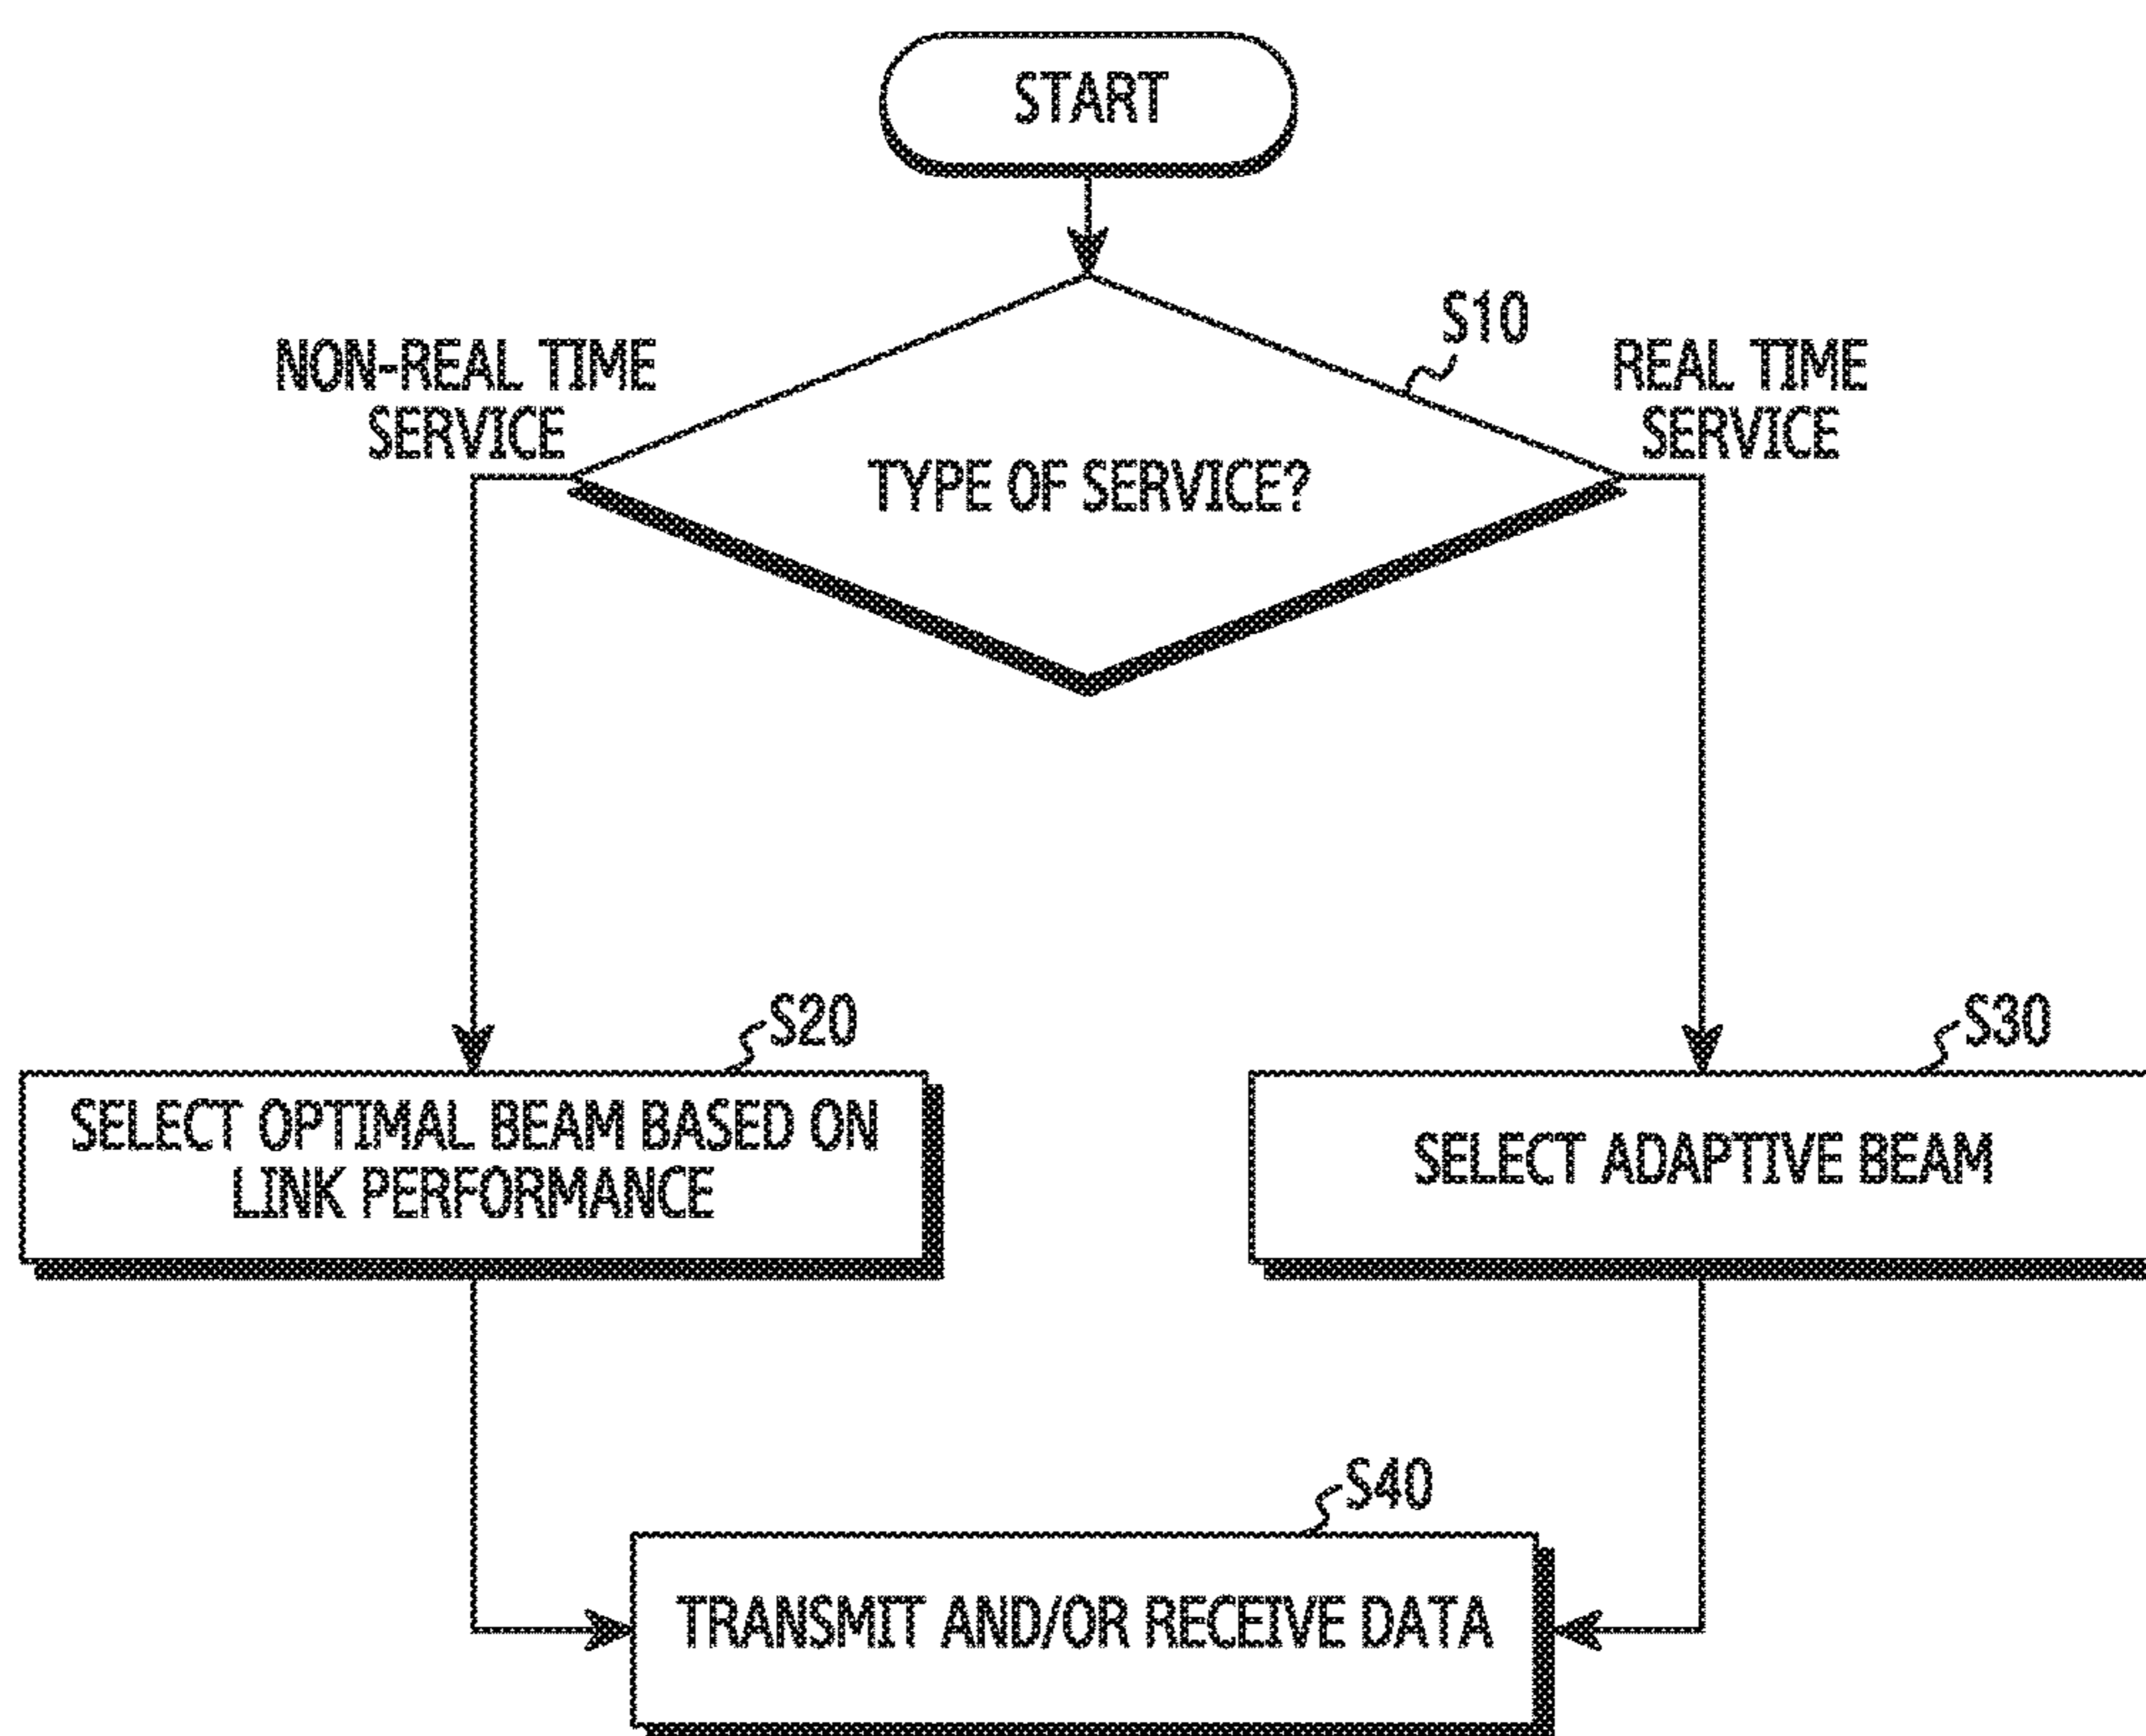 START
S10
NON-REAL TIME
SERVICE
REAL TIME
SERVICE
TYPE OF SERVICE?
S20
S30
SELECT OPTIMAL BEAM BASED ON
LINK PERFORMANCE
SELECT ADAPTIVE BEAM
S40
TRANSMIT AND/OR RECEIVE DATA